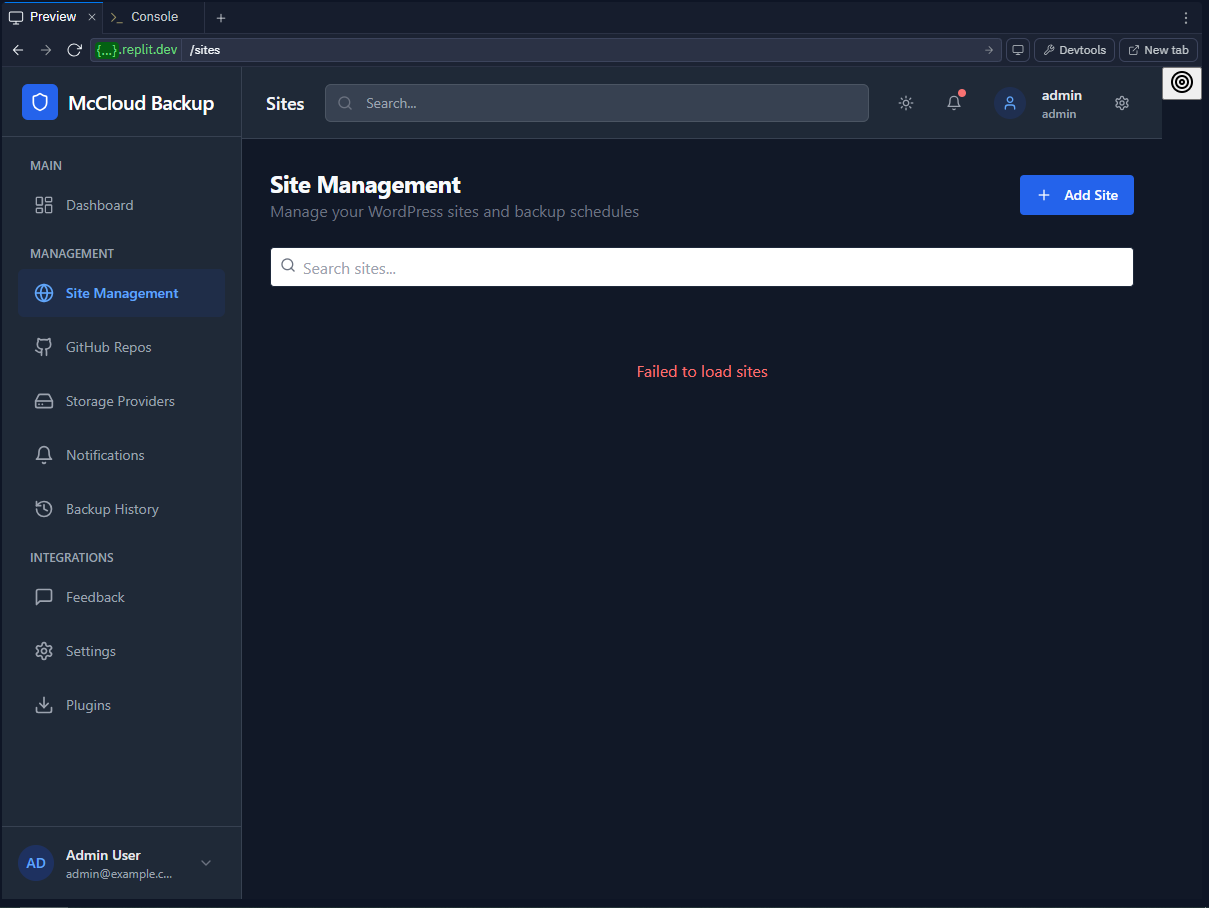 Preview
Console
{...}.replit.dev /sites
Devtools
New tab
McCloud Backup
Sites
Search...
admin
admin
MAIN
Dashboard
MANAGEMENT
Site Management
GitHub Repos
Storage Providers
Notifications
Backup History
INTEGRATIONS
Feedback
Settings
Plugins
AD
Admin User
admin@example.c...
Site Management
Manage your WordPress sites and backup schedules
Add Site
Search sites...
Failed to load sites